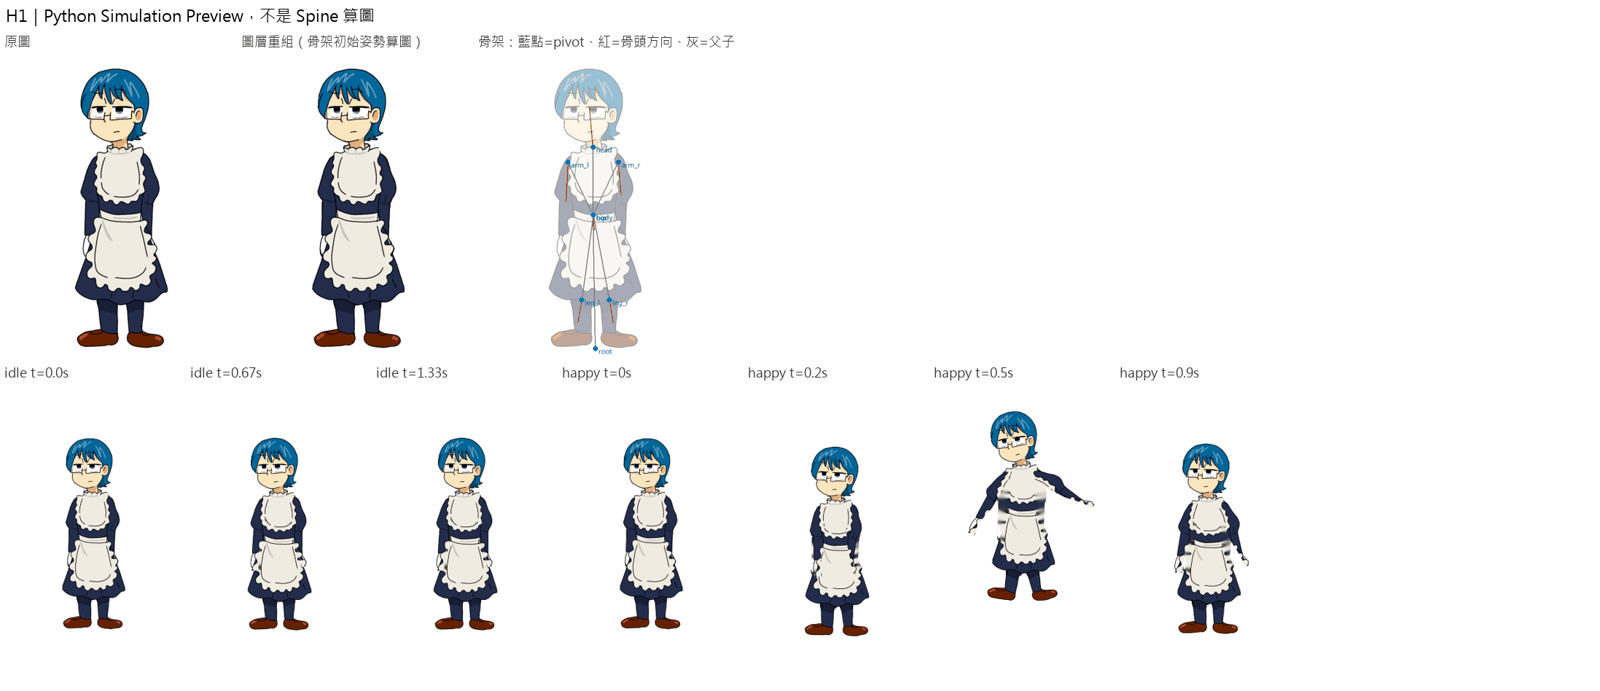 H1 | Python Simulation Preview，不是 Spine 算圖
原圖
圖層重組（骨架初始姿勢算圖）
骨架：藍點=pivot、紅=骨頭方向、灰=父子
head
arm_l
arm_r
leg_l
leg_r
root
idle t=0.0s
idle t=0.67s
idle t=1.33s
happy t=0s
happy t=0.2s
happy t=0.5s
happy t=0.9s